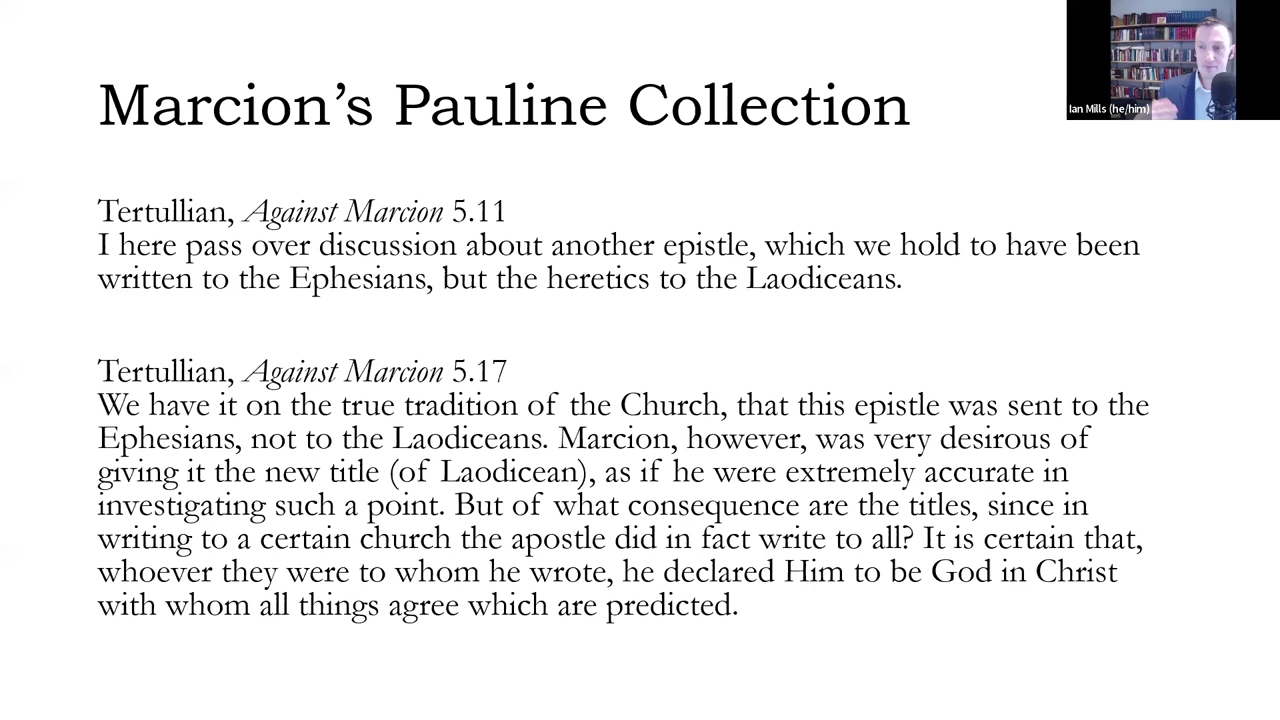 Marcion’s Pauline Collection
Ian Mills (he/him)
Tertullian, Against Marcion 5.11
I here pass over discussion about another epistle, which we hold to have been
written to the Ephesians, but the heretics to the Laodiceans.
Tertullian, Against Marcion 5.17
We have it on the true tradition of the Church, that this epistle was sent to the
Ephesians, not to the Laodiceans. Marcion, however, was very desirous of
giving it the new title (of Laodicean), as if he were extremely accurate in
investigating such a point. But of what consequence are the titles, since in
writing to a certain church the apostle did in fact write to all? It is certain that,
whoever they were to whom he wrote, he declared Him to be God in Christ
with whom all things agree which are predicted.